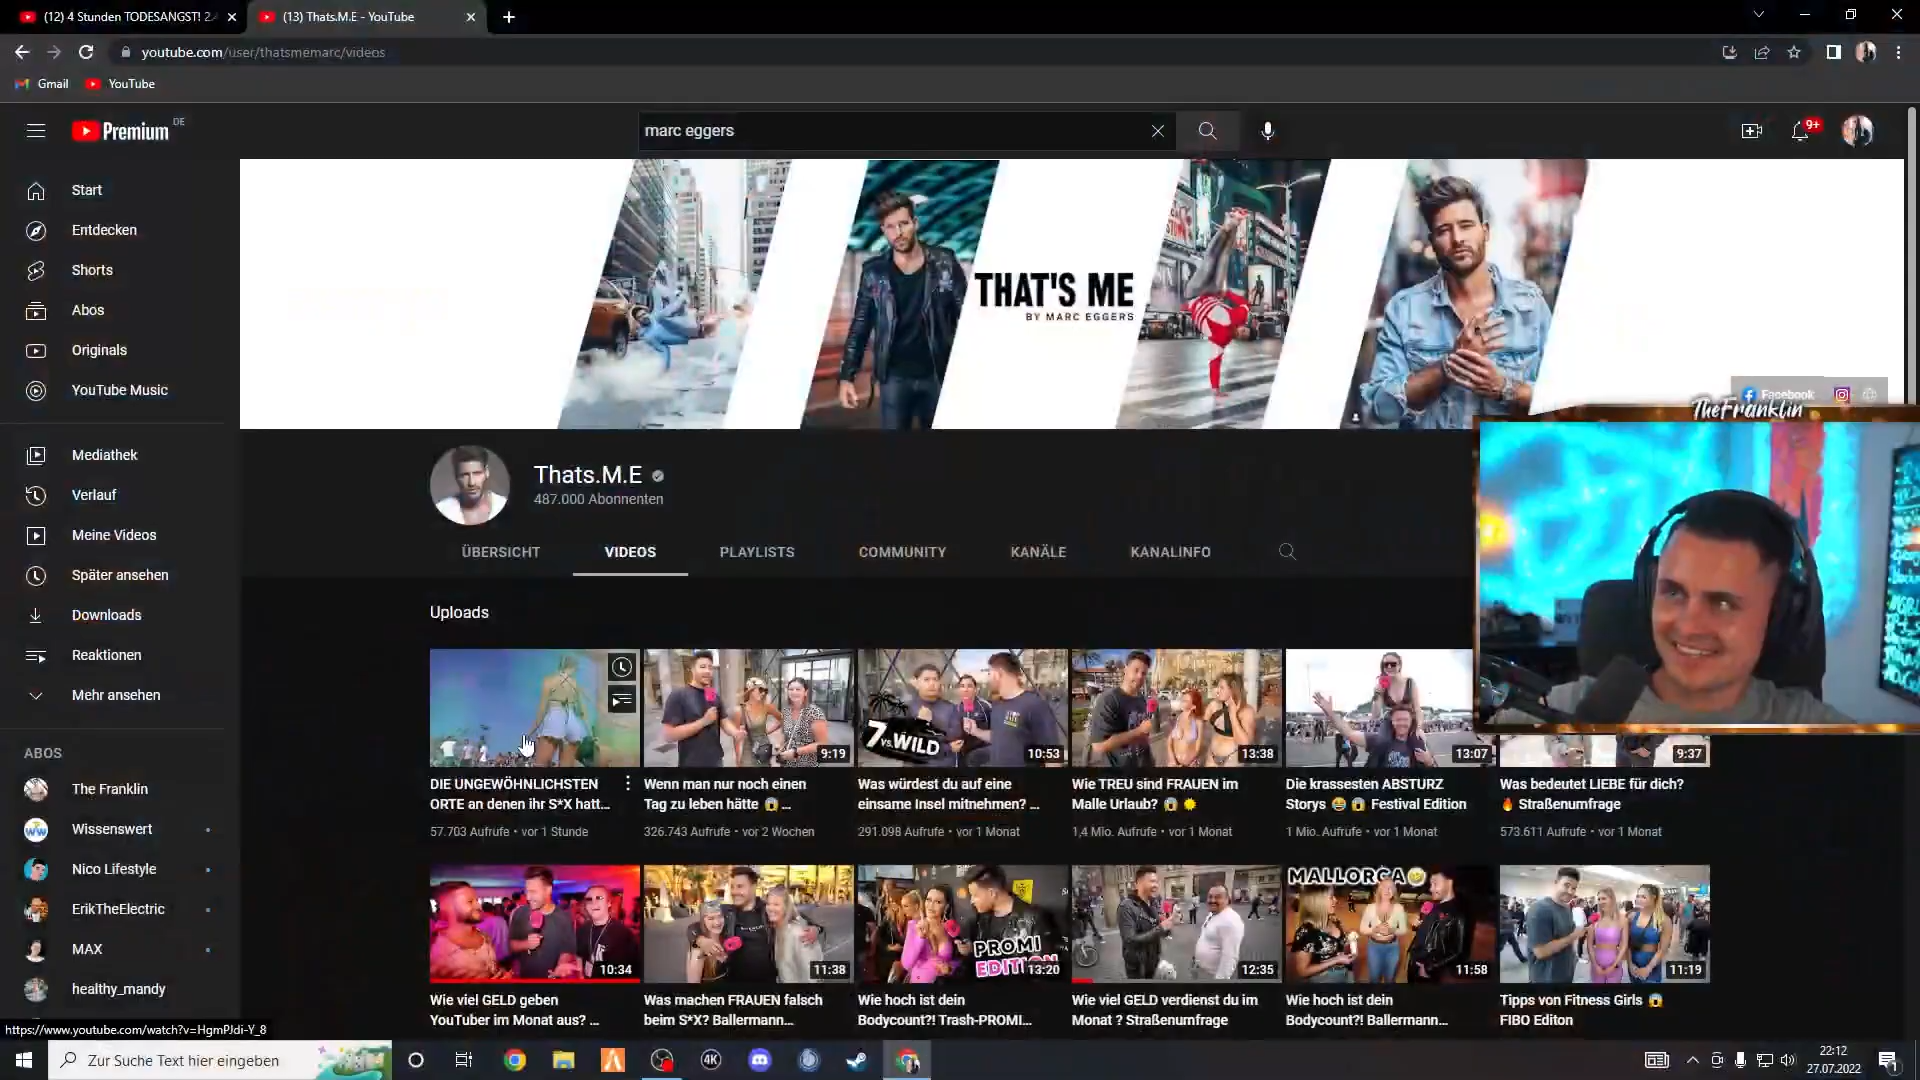 (12) 4 Stunden TODESANGST! 2.
(13) Thats.M.E - YouTube
youtube.com/user/thatsmemarc/videos
Gmail
YouTube
Premium
DE
marc eggers
9+
Start
Entdecken
Shorts
Abos
Originals
YouTube Music
Mediathek
Verlauf
Meine Videos
Später ansehen
Downloads
Reaktionen
Mehr ansehen
ABOS
The Franklin
Wissenswert
Nico Lifestyle
ErikTheElectric
MAX
healthy_mandy
THAT'S ME
BY MARC EGGERS
Facebook
TheFranklin
Thats.M.E
487.000 Abonnenten
ÜBERSICHT
VIDEOS
PLAYLISTS
COMMUNITY
KANÄLE
KANALINFO
Uploads
9:19
7 vs. WILD
10:53
13:38
13:07
9:37
DIE UNGEWÖHNLICHSTEN
ORTE an denen ihr S*X hatt...
57.703 Aufrufe • vor 1 Stunde
Wenn man nur noch einen
Tag zu leben hätte 😱 ...
326.743 Aufrufe • vor 2 Wochen
Was würdest du auf eine
einsame Insel mitnehmen? ...
291.098 Aufrufe • vor 1 Monat
Wie TREU sind FRAUEN im
Malle Urlaub? 😱 ☀
1,4 Mio. Aufrufe • vor 1 Monat
Die krassesten ABSTURZ
Storys 😂 😱 Festival Edition
1 Mio. Aufrufe • vor 1 Monat
Was bedeutet LIEBE für dich?
🔥 Straßenumfrage
573.611 Aufrufe • vor 1 Monat
10:34
11:38
PROMI
EDITION
13:20
12:35
MALLORCA
11:58
11:19
Wie viel GELD geben
YouTuber im Monat aus? ...
Was machen FRAUEN falsch
beim S*X? Ballermann...
Wie hoch ist dein
Bodycount?! Trash-PROMI...
Wie viel GELD verdienst du im
Monat ? Straßenumfrage
Wie hoch ist dein
Bodycount?! Ballermann...
Tipps von Fitness Girls 😱
FIBO Editon
https://www.youtube.com/watch?v=HgmPJdi-Y_8
Zur Suche Text hier eingeben
4K
22:12
27.07.2022
1